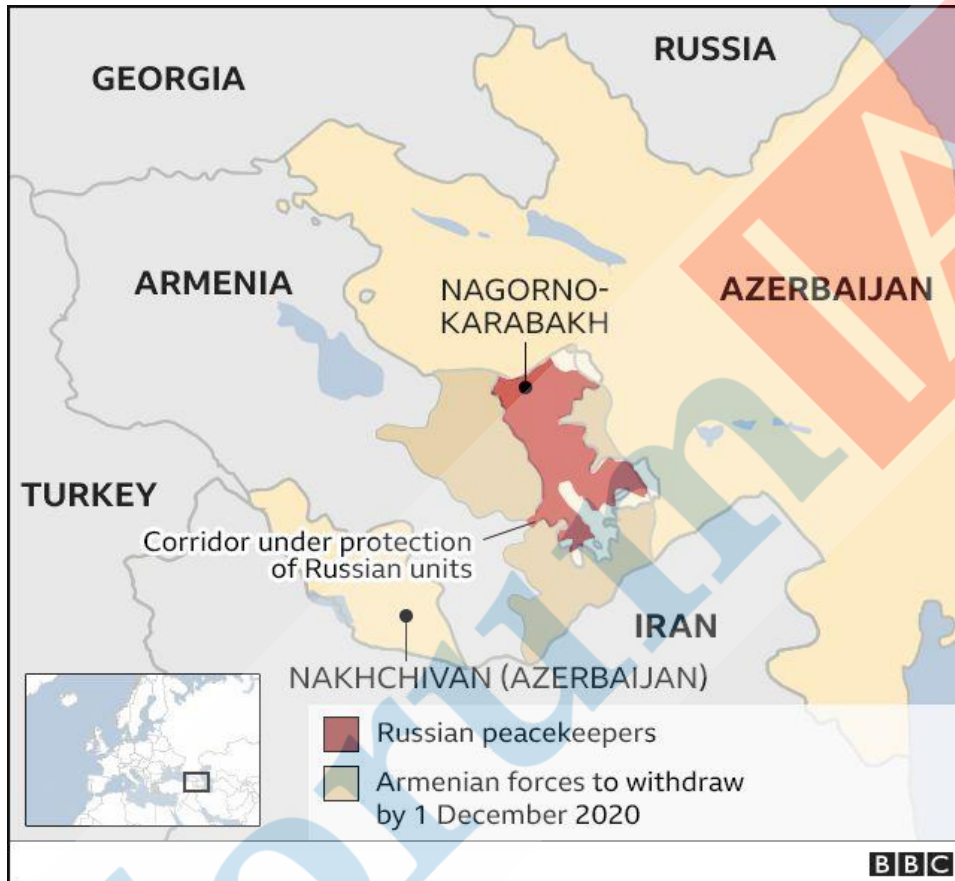 GEORGIA
RUSSIA
ARMENIA
NAGORNO-
KARABAKH
AZERBAIJAN
TURKEY
Corridor under protection
of Russian units
IRAN
NAKHCHIVAN (AZERBAIJAN)
Russian peacekeepers
Armenian forces to withdraw
by 1 December 2020
BBC
forumIA